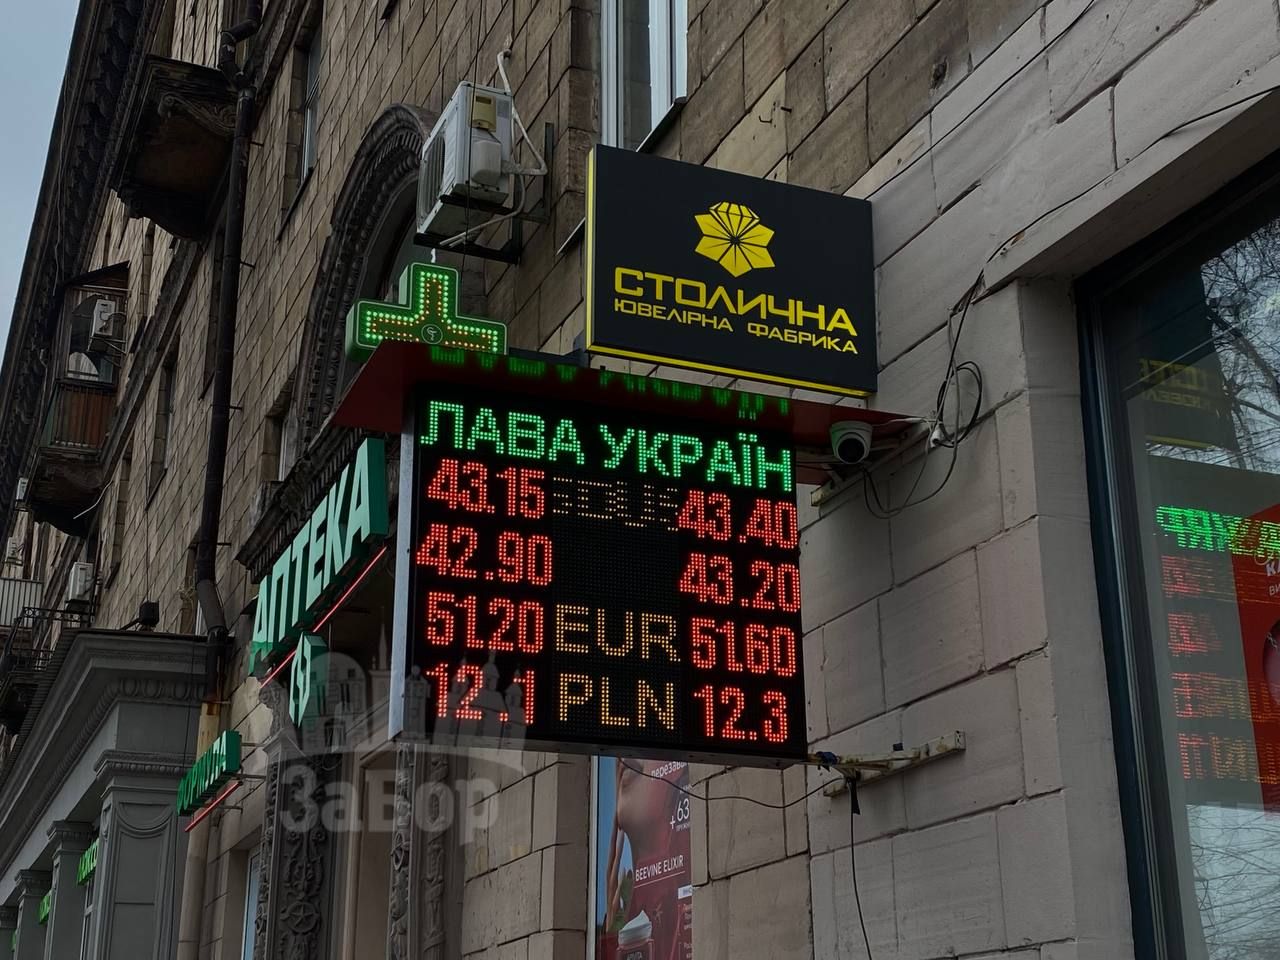 СТОЛИЧНА
ЮВЕЛІРНА ФАБРИКА
ЛАВА УКРАЇН
43.15 43.40
42.90 43.20
51.20 EUR 51.60
12.1 PLN 12.3
АПТЕКА
ЗаБор
+63
BEEVINE ELIXIR